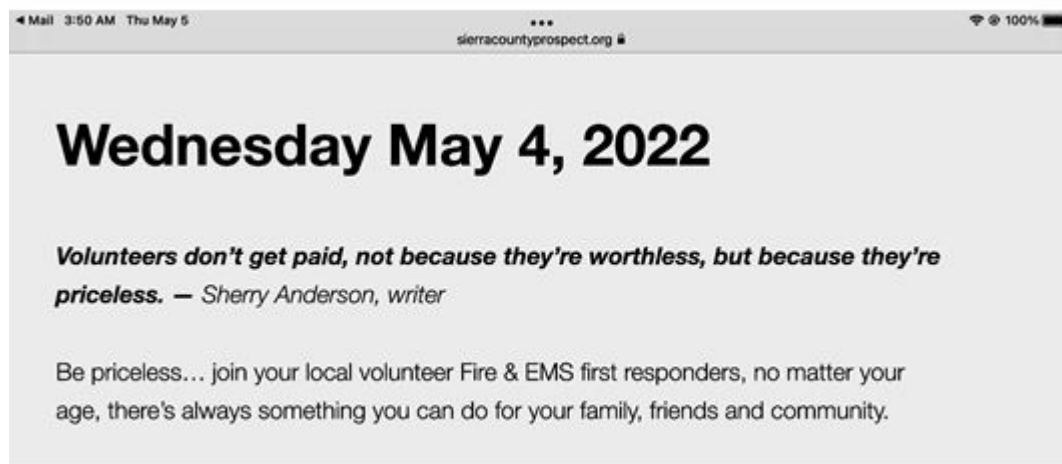 Mail 3:50 AM Thu May 5
100%
sierracountyprospect.org
Wednesday May 4, 2022
Volunteers don’t get paid, not because they’re worthless, but because they’re
priceless. — Sherry Anderson, writer
Be priceless… join your local volunteer Fire & EMS first responders, no matter your
age, there’s always something you can do for your family, friends and community.